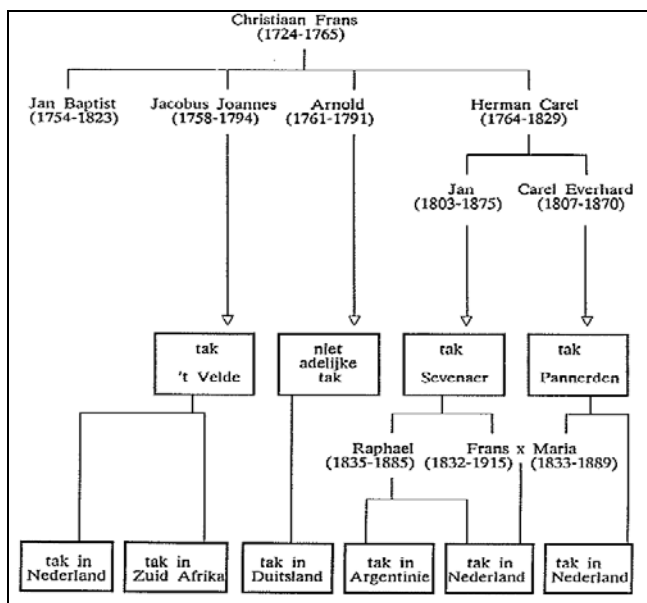 Christiaan Frans
(1724-1765)
Jan Baptist
(1754-1823)
Jacobus Joannes
(1758-1794)
Arnold
(1761-1791)
Herman Carel
(1764-1829)
Jan
(1803-1875)
Carel Everhard
(1807-1870)
tak
't Velde
niet
adelijke
tak
tak
Sevenaer
tak
Pannerden
Raphael
(1835-1885)
Frans x Maria
(1832-1915) (1833-1889)
tak in
Nederland
tak in
Zuid Afrika
tak in
Duitsland
tak in
Argentinie
tak in
Nederland
tak in
Nederland